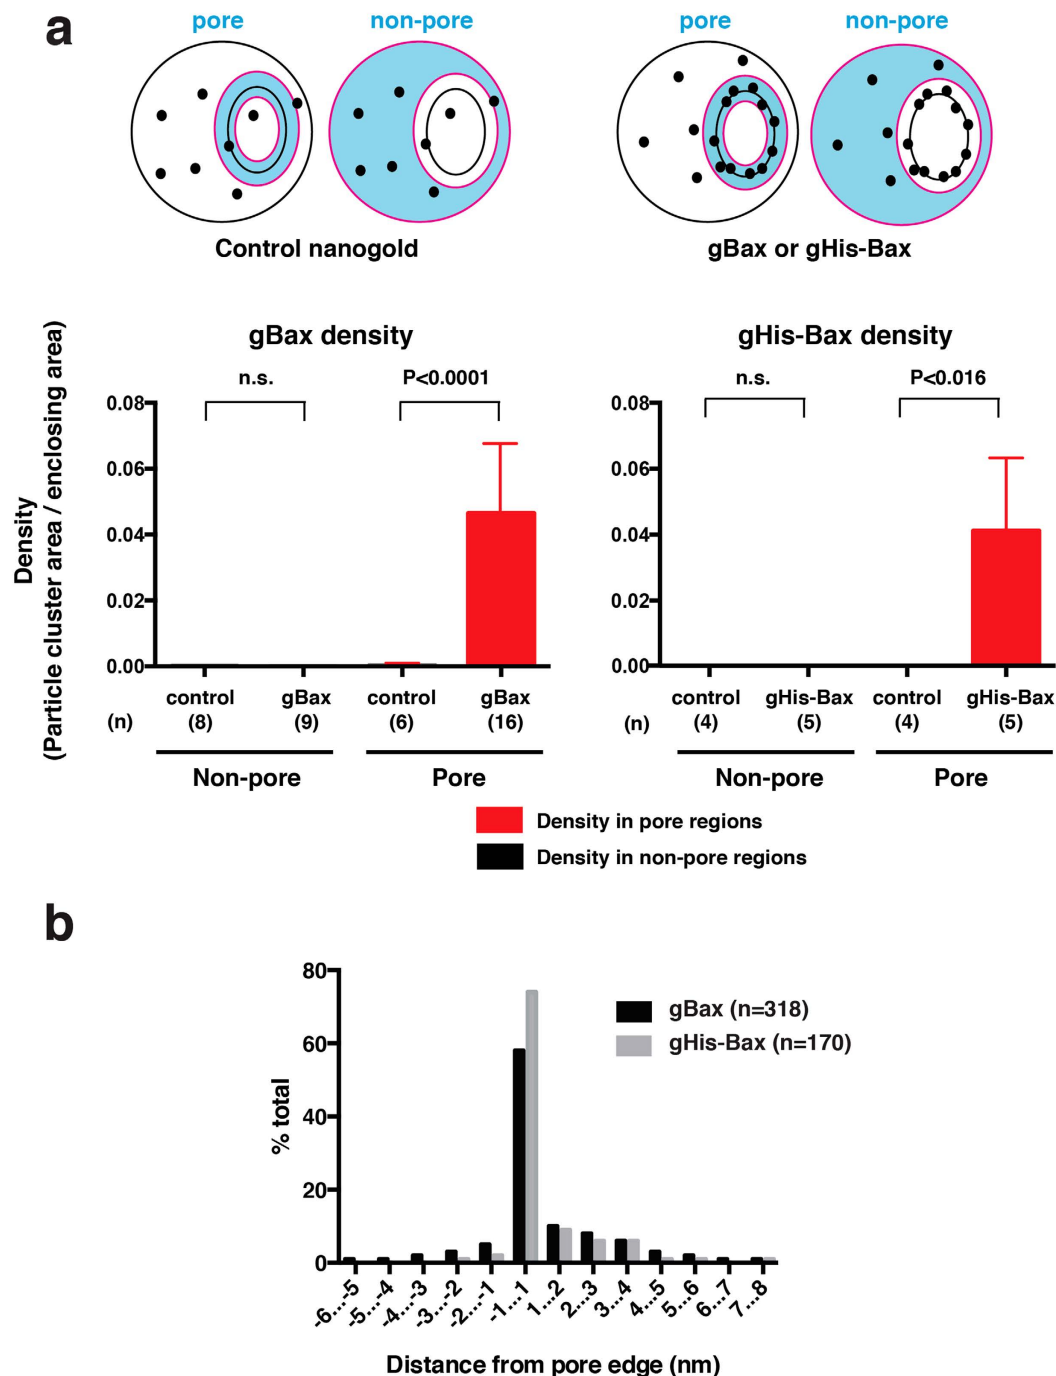 a
pore non-pore pore non-pore
Control nanogold gBax or gHis-Bax
gBax density gHis-Bax density
Density
(Particle cluster area / enclosing area)
n.s. P<0.0001
0.08
0.06
0.04
0.02
0.00
control gBax control gBax
(n) (8) (9) (6) (16)
Non-pore Pore
n.s. P<0.016
0.08
0.06
0.04
0.02
0.00
control gHis-Bax control gHis-Bax
(n) (4) (5) (4) (5)
Non-pore Pore
Density in pore regions
Density in non-pore regions
b
% total
80
60
40
20
0
gBax (n=318)
gHis-Bax (n=170)
-6...-5 -5...-4 -4...-3 -3...-2 -2...-1 -1...1 1...2 2...3 3...4 4...5 5...6 6...7 7...8
Distance from pore edge (nm)